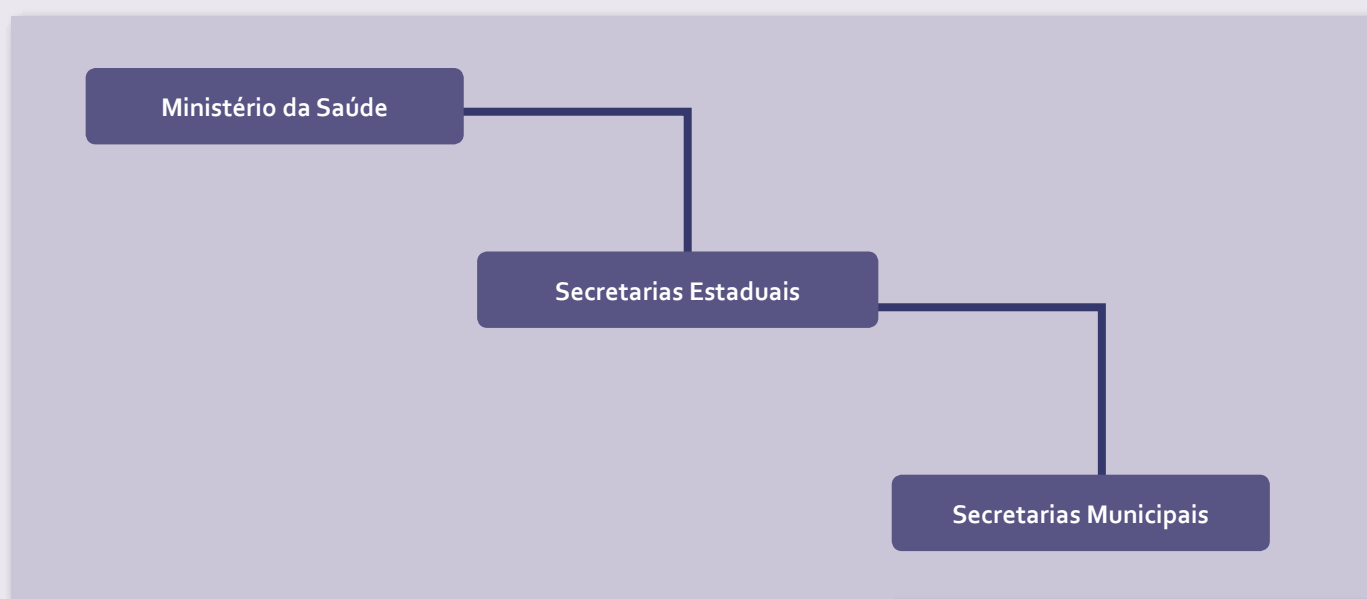 Ministério da Saúde
Secretarias Estaduais
Secretarias Municipais